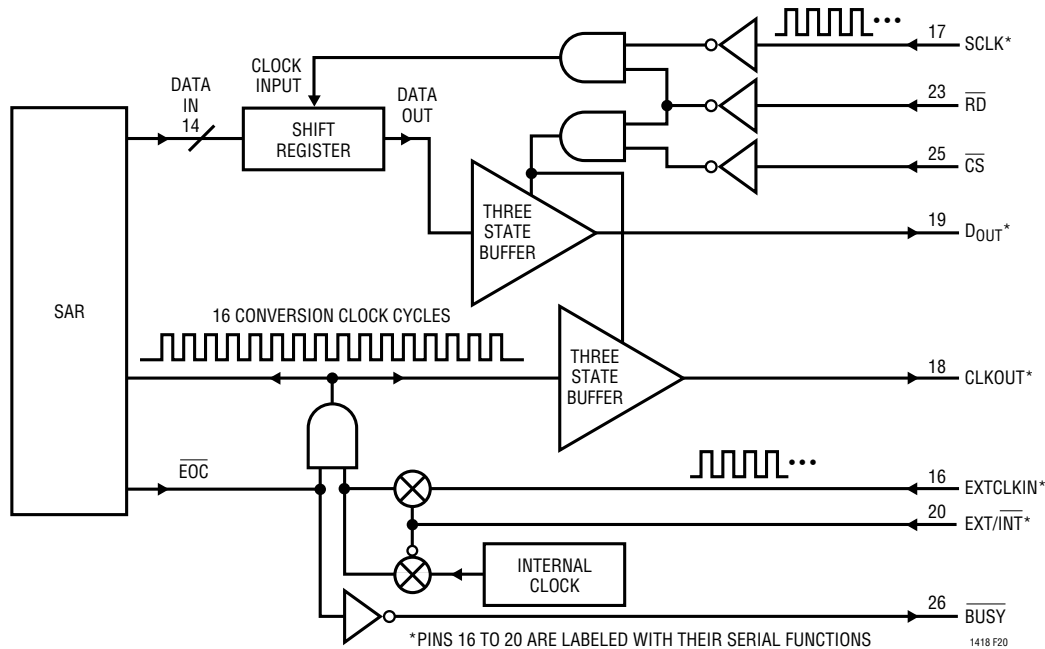 •••
17
SCLK*
CLOCK
INPUT
DATA
IN
14
DATA
OUT
23
RD
SHIFT
REGISTER
25
CS
THREE
STATE
BUFFER
19
DOUT*
SAR
16 CONVERSION CLOCK CYCLES
THREE
STATE
BUFFER
18
CLKOUT*
EOC
•••
16
EXTCLKIN*
20
EXT/INT*
INTERNAL
CLOCK
26
BUSY
*PINS 16 TO 20 ARE LABELED WITH THEIR SERIAL FUNCTIONS
1418 F20